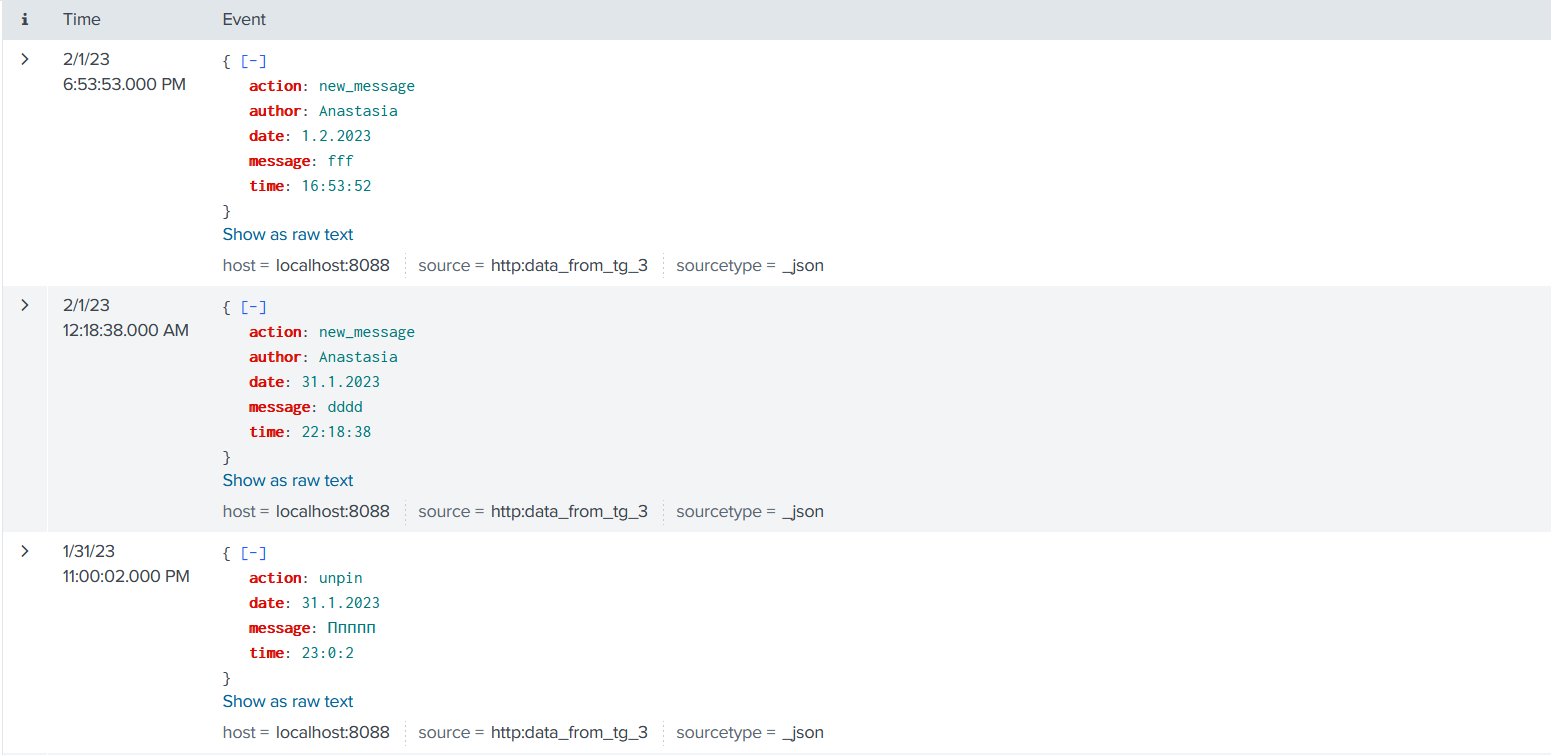 i Time Event
2/1/23
6:53:53.000 PM
{ [-]
action: new_message
author: Anastasia
date: 1.2.2023
message: fff
time: 16:53:52
}
Show as raw text
host = localhost:8088 source = http:data_from_tg_3 sourcetype = _json
2/1/23
12:18:38.000 AM
{ [-]
action: new_message
author: Anastasia
date: 31.1.2023
message: dddd
time: 22:18:38
}
Show as raw text
host = localhost:8088 source = http:data_from_tg_3 sourcetype = _json
1/31/23
11:00:02.000 PM
{ [-]
action: unpin
date: 31.1.2023
message: Ппппп
time: 23:0:2
}
Show as raw text
host = localhost:8088 source = http:data_from_tg_3 sourcetype = _json